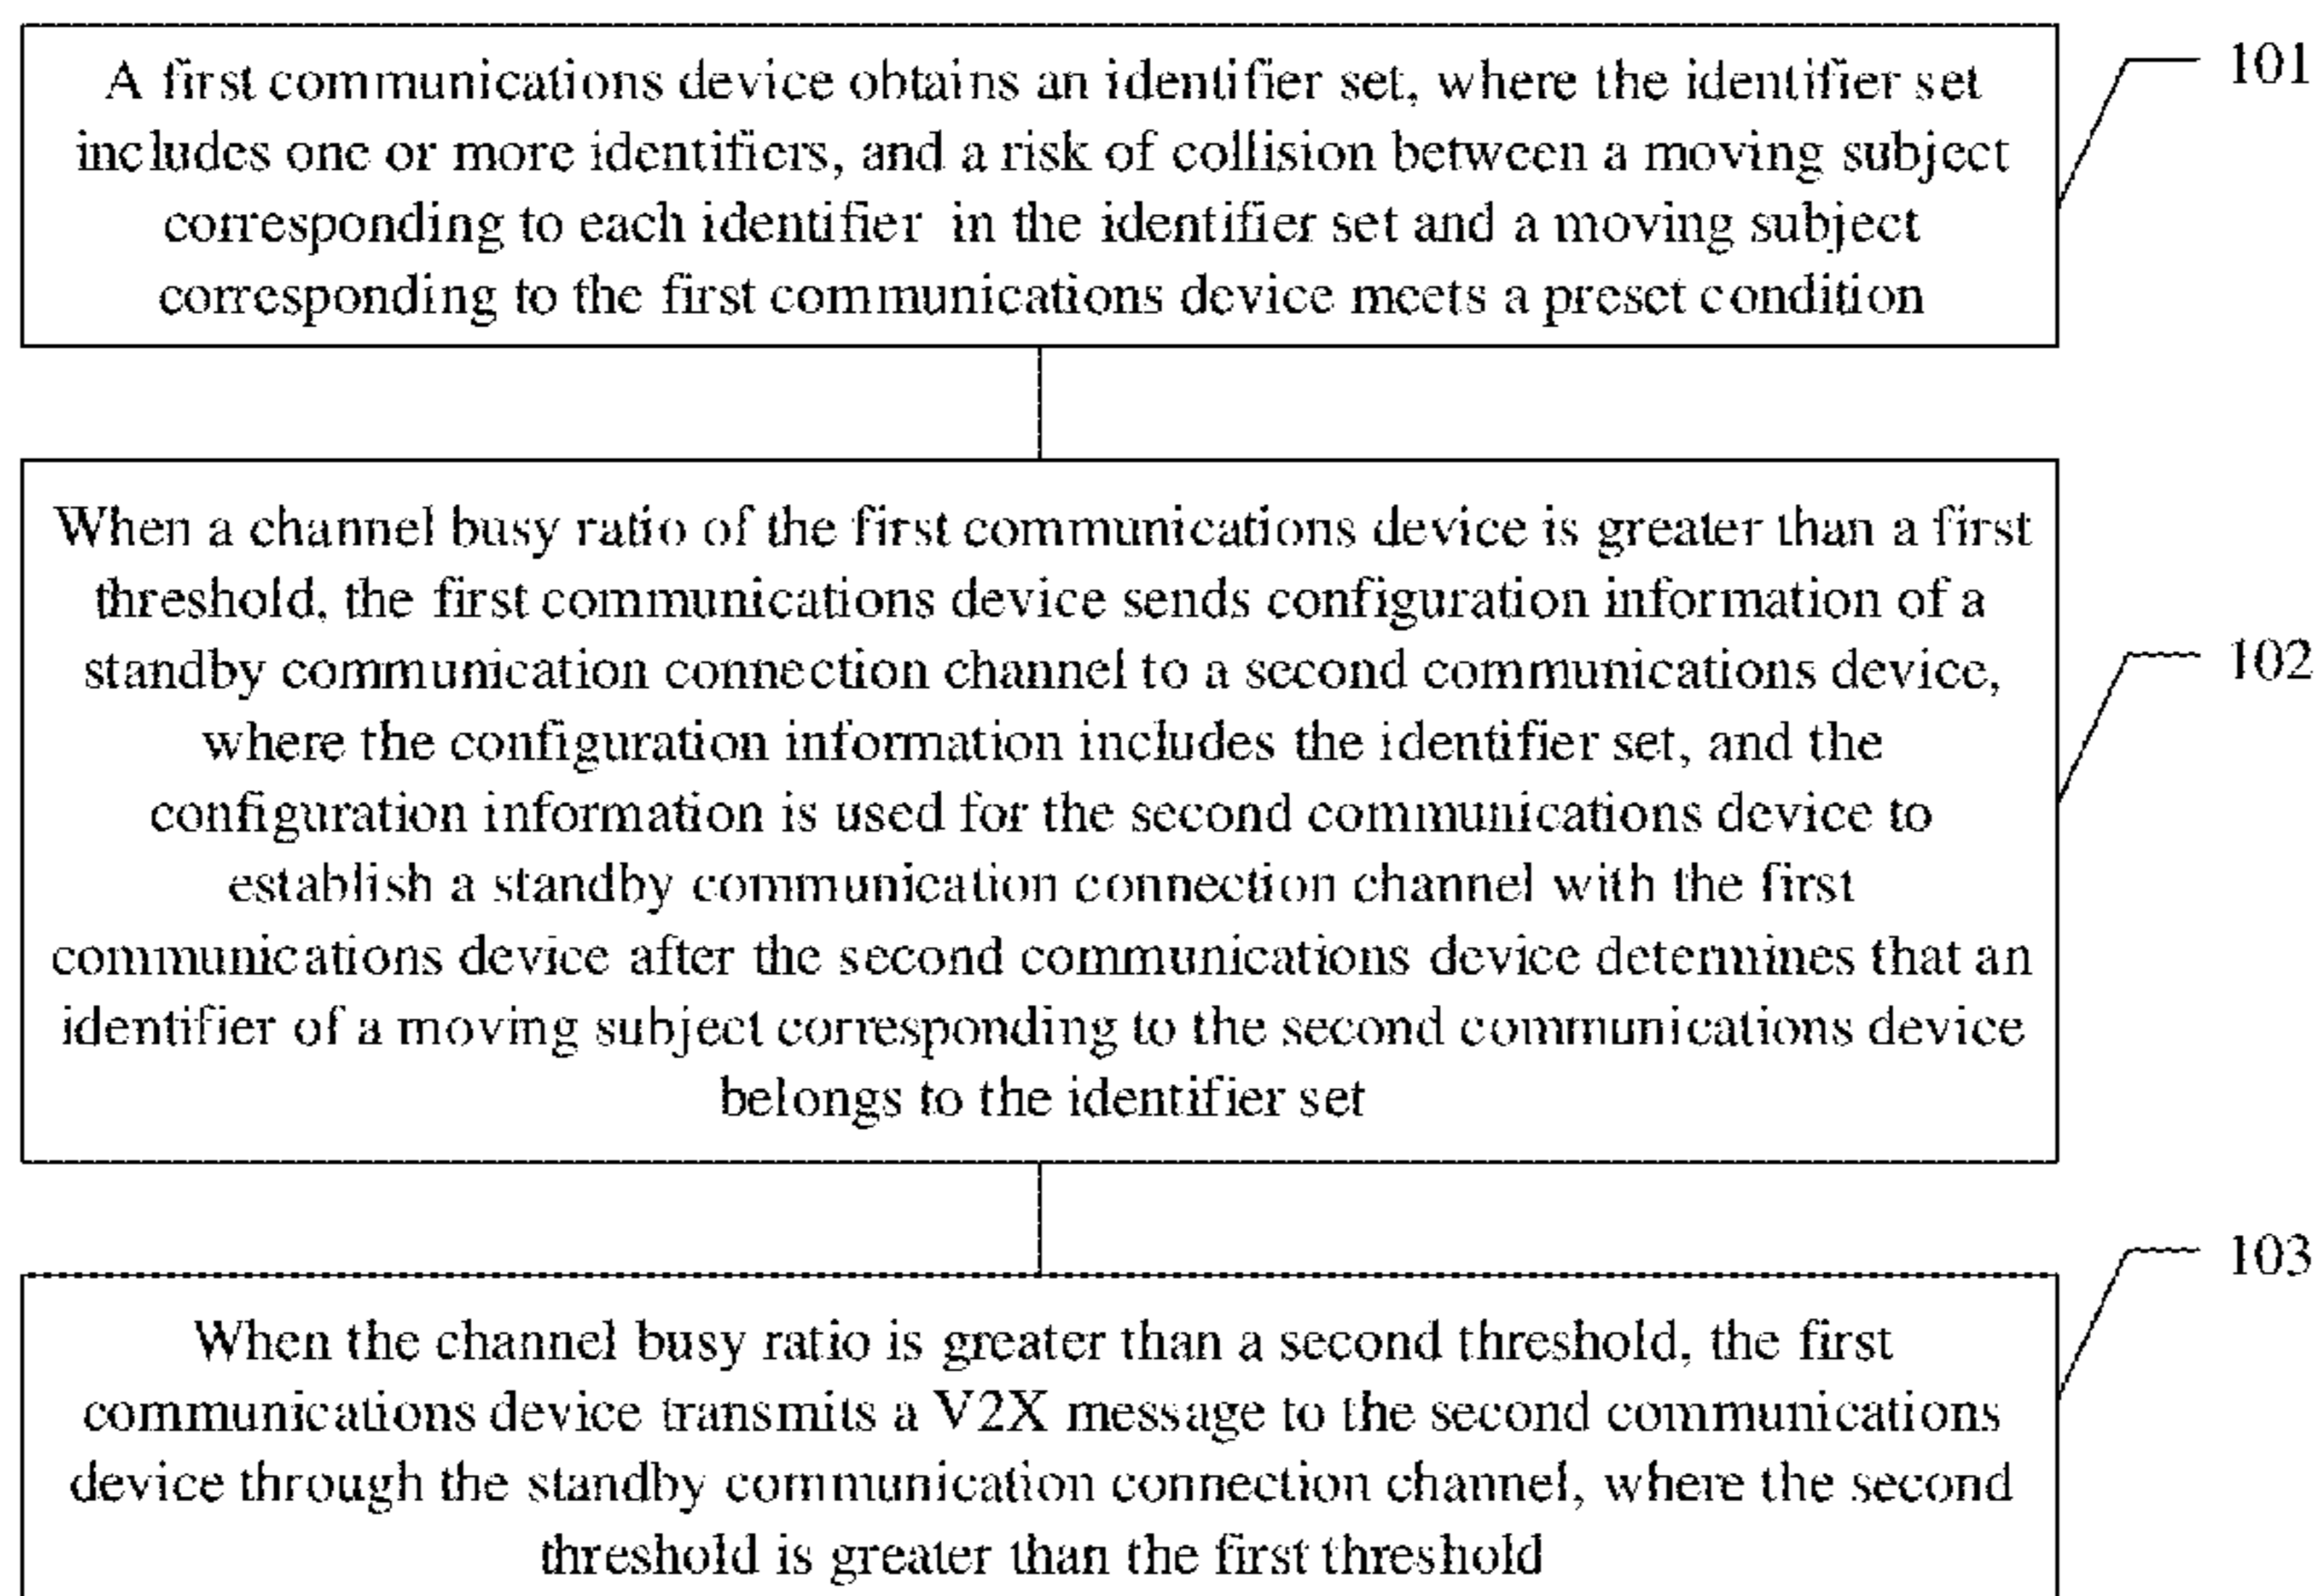 A first communications device obtains an identifier set, where the identifier set
includes one or more identifiers, and a risk of collision between a moving subject
corresponding to each identifier in the identifier set and a moving subject
corresponding to the first communications device meets a preset condition
101
When a channel busy ratio of the first communications device is greater than a first
threshold, the first communications device sends configuration information of a
standby communication connection channel to a second communications device,
where the configuration information includes the identifier set, and the
configuration information is used for the second communications device to
establish a standby communication connection channel with the first
communications device after the second communications device determines that an
identifier of a moving subject corresponding to the second communications device
belongs to the identifier set
102
When the channel busy ratio is greater than a second threshold, the first
communications device transmits a V2X message to the second communications
device through the standby communication connection channel, where the second
threshold is greater than the first threshold
103